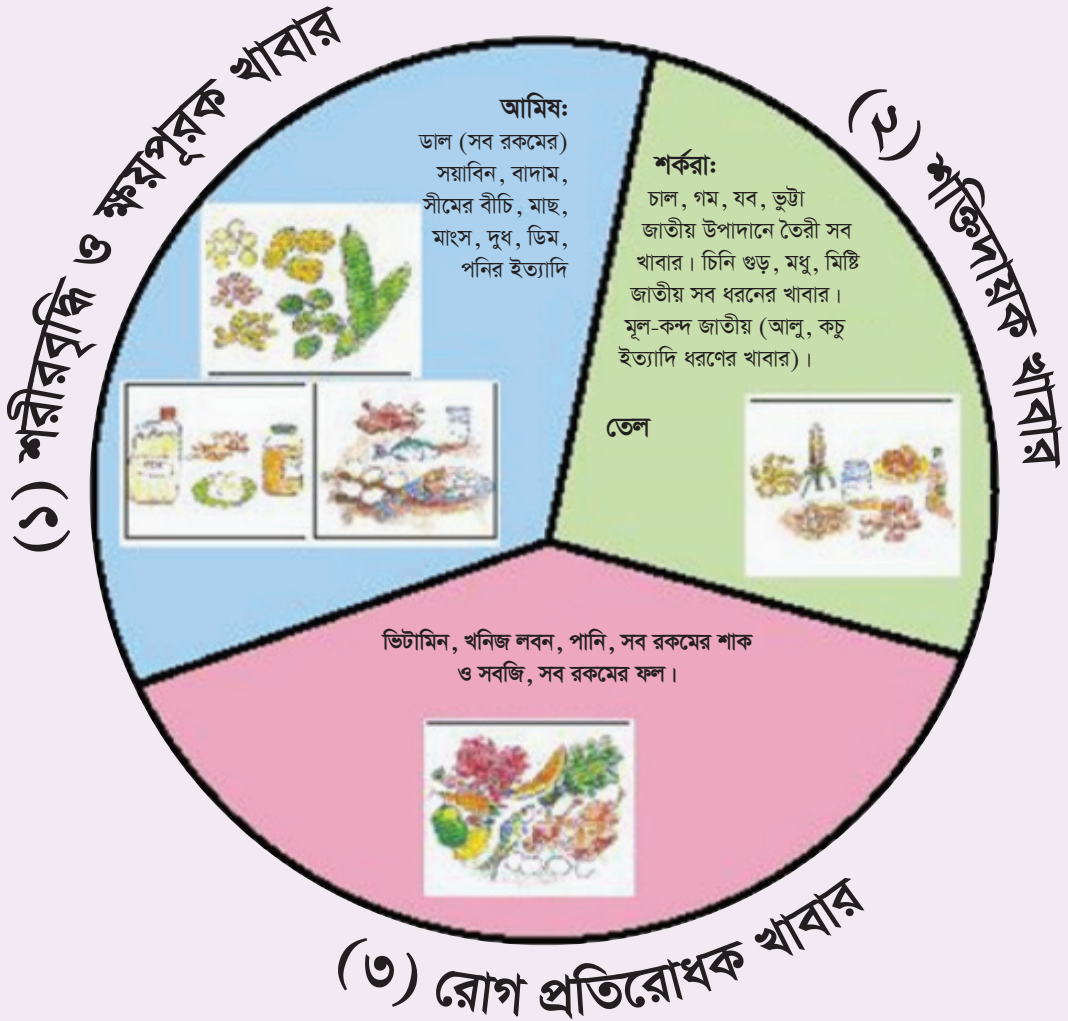 (১) শরীরবৃদ্ধি ও ক্ষয়পূরক খাবার
আমিষ:
ডাল (সব রকমের)
সয়াবিন, বাদাম,
সীমের বীচি, মাছ,
মাংস, দুধ, ডিম,
পনির ইত্যাদি
(২) শক্তিদায়ক খাবার
শর্করা:
চাল, গম, যব, ভুট্টা
জাতীয় উপাদানে তৈরী সব
খাবার। চিনি গুড়, মধু, মিষ্টি
জাতীয় সব ধরনের খাবার।
মূল-কন্দ জাতীয় (আলু, কচু
ইত্যাদি ধরণের খাবার)।
তেল
ভিটামিন, খনিজ লবন, পানি, সব রকমের শাক
ও সবজি, সব রকমের ফল।
(৩) রোগ প্রতিরোধক খাবার